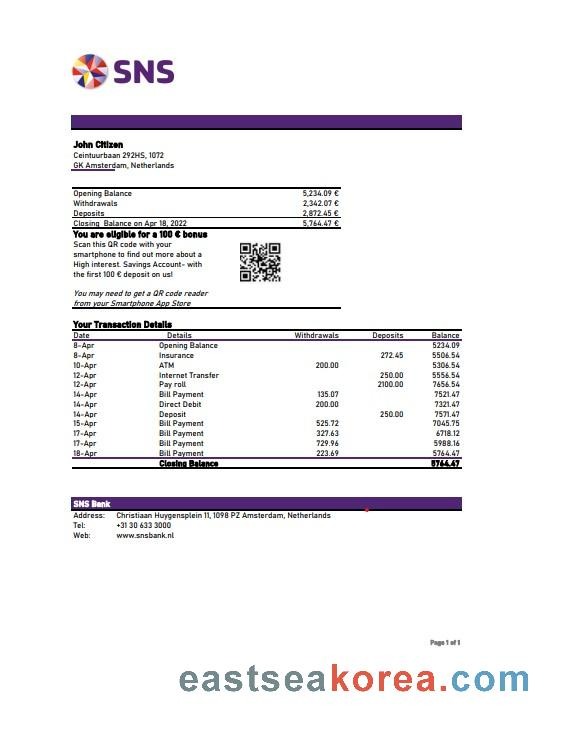 SNS
John Citizen
Ceintuurbaan 292HS, 1072
GK Amsterdam, Netherlands
Opening Balance 5,234.09 €
Withdrawals 2,342.07 €
Deposits 2,872.45 €
Closing Balance on Apr 18, 2022 5,764.47 €
You are eligible for a 100 € bonus
Scan this QR code with your
smartphone to find out more about a
High interest. Savings Account- with
the first 100 € deposit on us!
You may need to get a QR code reader
from your Smartphone App Store
Your Transaction Details
Date Details Withdrawals Deposits Balance
8-Apr Opening Balance 5234.09
8-Apr Insurance 272.45 5506.54
10-Apr ATM 200.00 5306.54
12-Apr Internet Transfer 250.00 5556.54
12-Apr Pay roll 2100.00 7656.54
14-Apr Bill Payment 135.07 7521.47
14-Apr Direct Debit 200.00 7321.47
14-Apr Deposit 250.00 7571.47
15-Apr Bill Payment 525.72 7045.75
17-Apr Bill Payment 327.63 6718.12
17-Apr Bill Payment 729.96 5988.16
18-Apr Bill Payment 223.69 5764.47
Closing Balance 5764.47
SNS Bank
Address: Christiaan Huygensplein 11, 1098 PZ Amsterdam, Netherlands
Tel: +31 30 633 3000
Web: www.snsbank.nl
Page 1 of 1
eastseakorea.com